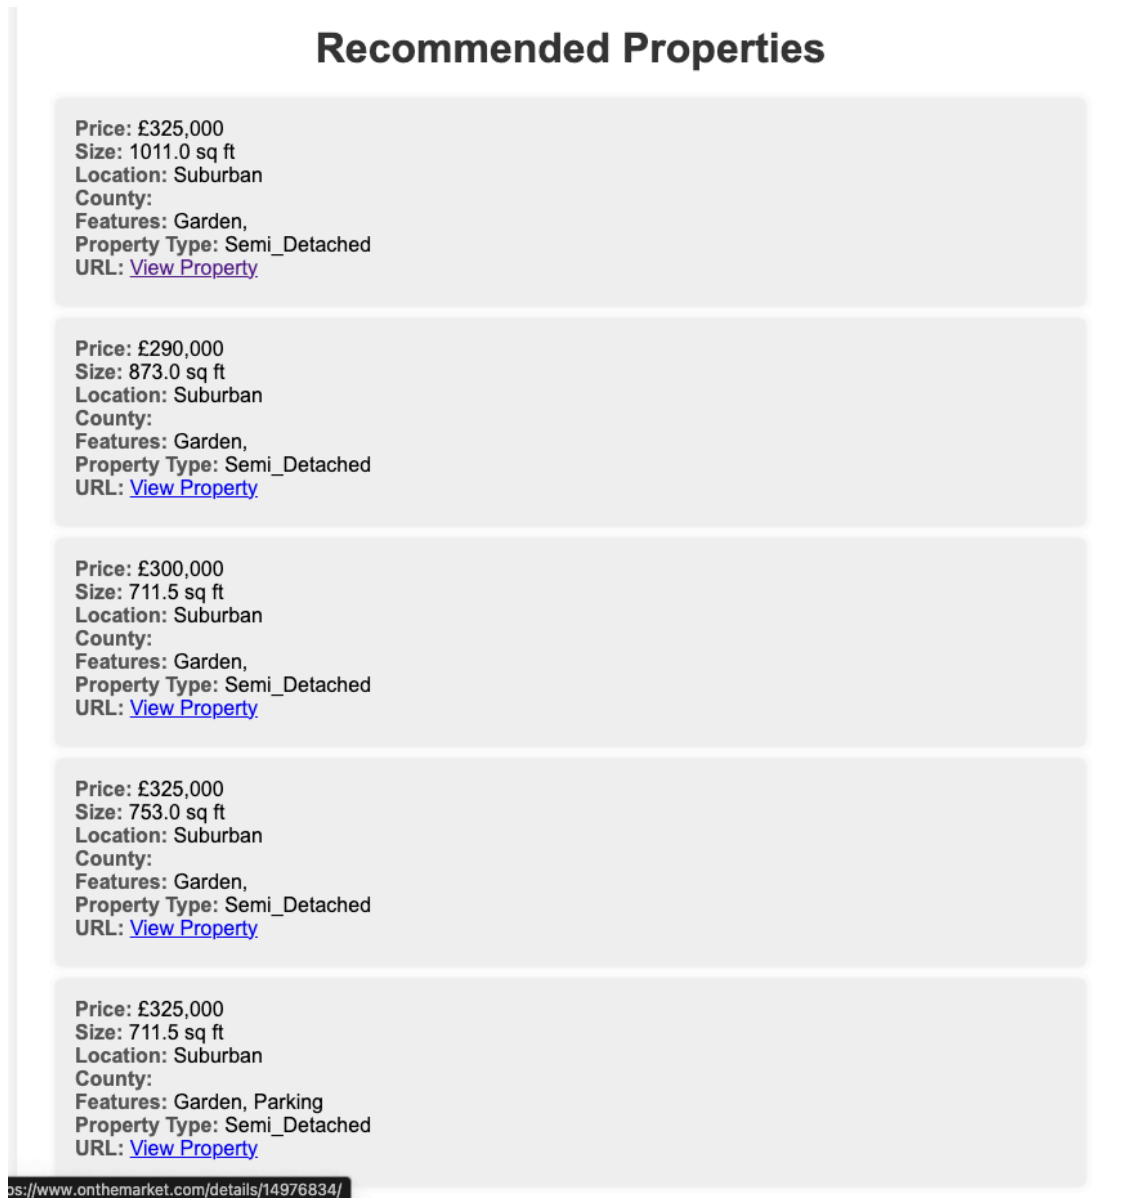 Recommended Properties
Price: £325,000
Size: 1011.0 sq ft
Location: Suburban
County:
Features: Garden,
Property Type: Semi_Detached
URL: View Property
Price: £290,000
Size: 873.0 sq ft
Location: Suburban
County:
Features: Garden,
Property Type: Semi_Detached
URL: View Property
Price: £300,000
Size: 711.5 sq ft
Location: Suburban
County:
Features: Garden,
Property Type: Semi_Detached
URL: View Property
Price: £325,000
Size: 753.0 sq ft
Location: Suburban
County:
Features: Garden,
Property Type: Semi_Detached
URL: View Property
Price: £325,000
Size: 711.5 sq ft
Location: Suburban
County:
Features: Garden, Parking
Property Type: Semi_Detached
URL: View Property
ps://www.onthemarket.com/details/14976834/